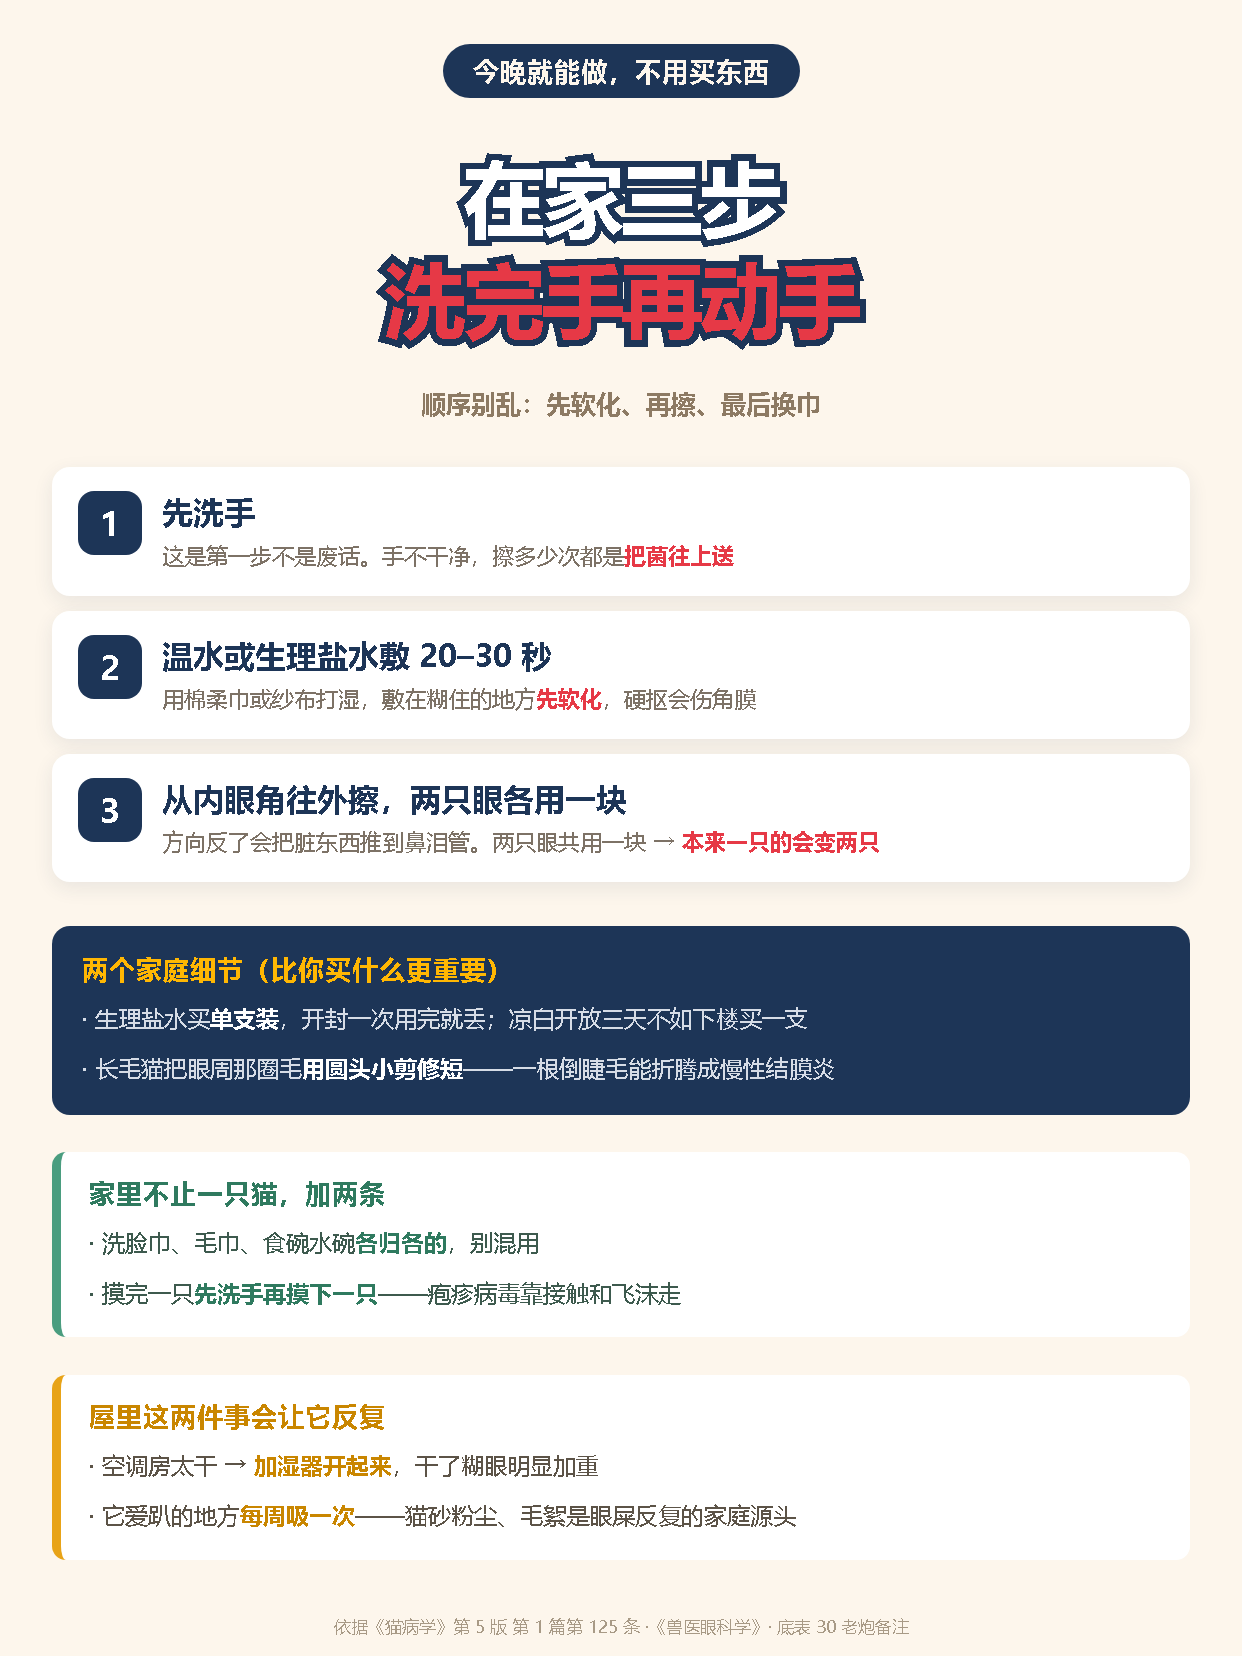 今晚就能做，不用买东西
在家三步
洗完手再动手
顺序别乱：先软化、再擦、最后换巾
1
先洗手
这是第一步不是废话。手不干净，擦多少次都是把菌往上送
2
温水或生理盐水敷 20–30 秒
用棉柔巾或纱布打湿，敷在糊住的地方先软化，硬抠会伤角膜
3
从内眼角往外擦，两只眼各用一块
方向反了会把脏东西推到鼻泪管。两只眼共用一块 → 本来一只的会变两只
两个家庭细节（比你买什么更重要）
· 生理盐水买单支装，开封一次用完就丢；凉白开放三天不如下楼买一支
· 长毛猫把眼周那圈毛用圆头小剪修短——一根倒睫毛能折腾成慢性结膜炎
家里不止一只猫，加两条
· 洗脸巾、毛巾、食碗水碗各归各的，别混用
· 摸完一只先洗手再摸下一只——疱疹病毒靠接触和飞沫走
屋里这两件事会让它反复
· 空调房太干 → 加湿器开起来，干了糊眼明显加重
· 它爱趴的地方每周吸一次——猫砂粉尘、毛絮是眼屎反复的家庭源头
依据《猫病学》第 5 版 第 1 篇第 125 条 ·《兽医眼科学》· 底表 30 老炮备注